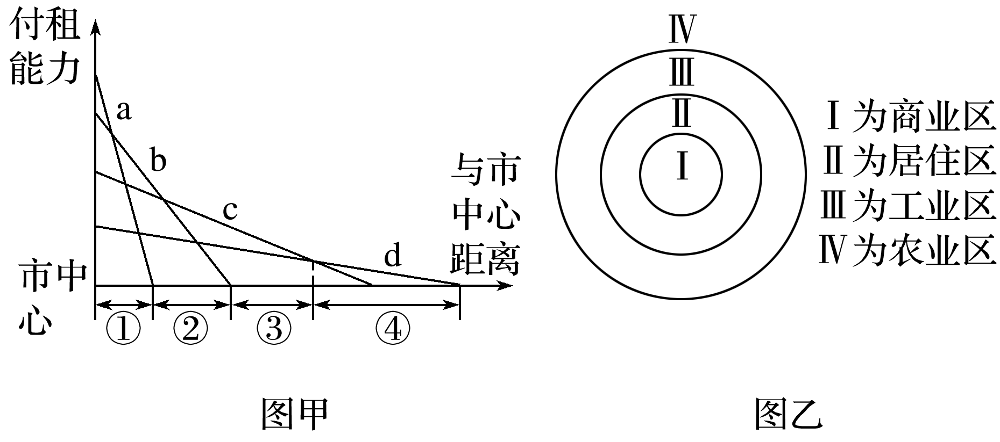 付租
能力
a
b
c
d
与市
中心
距离
市中
心
①
②
③
④
图甲
Ⅳ
Ⅲ
Ⅱ
Ⅰ
Ⅰ为商业区
Ⅱ为居住区
Ⅲ为工业区
Ⅳ为农业区
图乙